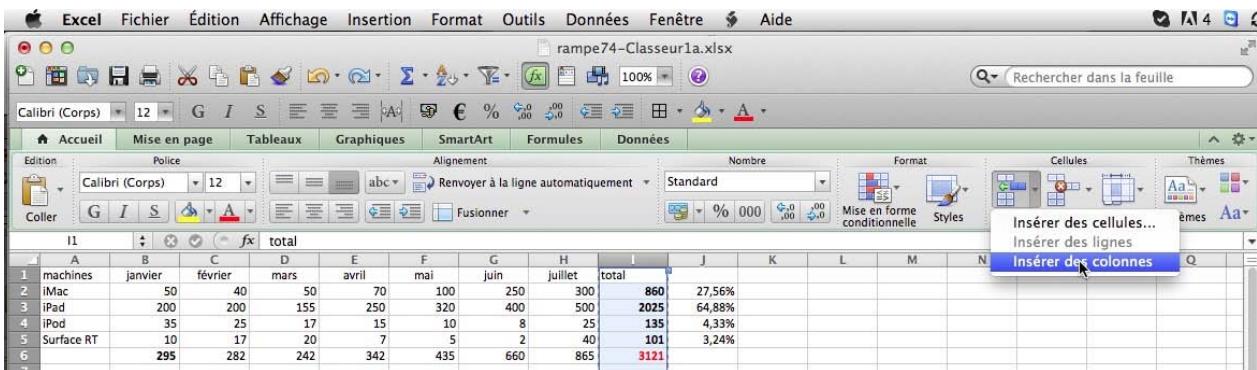 Excel Fichier Édition Affichage Insertion Format Outils Données Fenêtre Aide 4
rampe74-Classeur1a.xlsx
100% Rechercher dans la feuille
Calibri (Corps) 12 G I S € % ,00 A
Accueil Mise en page Tableaux Graphiques SmartArt Formules Données
Edition Police Alignement Nombre Format Cellules Thèmes
Calibri (Corps) 12 abc Renvoyer à la ligne automatiquement Standard Aa
Coller G I S A Fusionner % 000 Mise en forme conditionnelle Styles èmes Aa
Insérer des cellules...
Insérer des lignes
Insérer des colonnes
I1 fx total
A B C D E F G H I J K L M N Q
1 machines janvier février mars avril mai juin juillet total
2 iMac 50 40 50 70 100 250 300 860 27,56%
3 iPad 200 200 155 250 320 400 500 2025 64,88%
4 iPod 35 25 17 15 10 8 25 135 4,33%
5 Surface RT 10 17 20 7 5 2 40 101 3,24%
6 295 282 242 342 435 660 865 3121